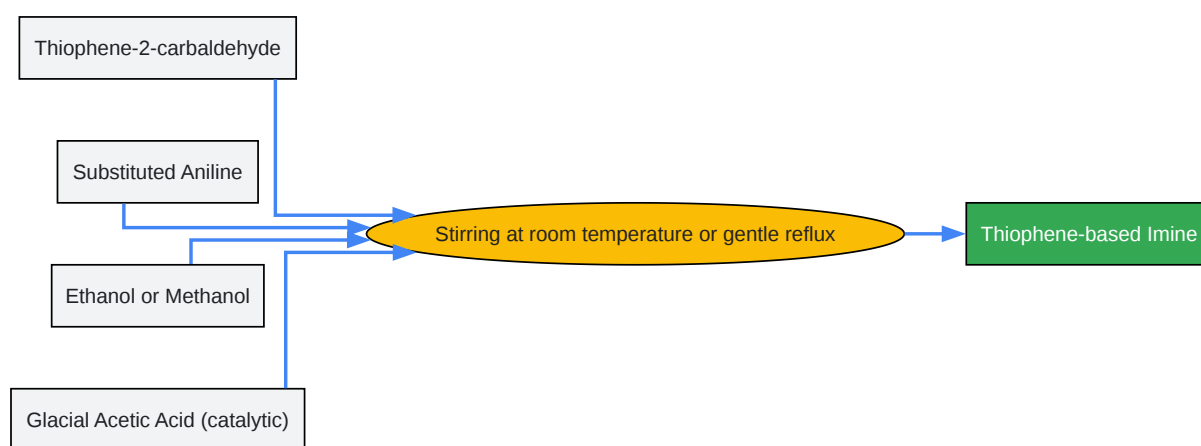 Thiophene-2-carbaldehyde
Substituted Aniline
Ethanol or Methanol
Glacial Acetic Acid (catalytic)
Stirring at room temperature or gentle reflux
Thiophene-based Imine